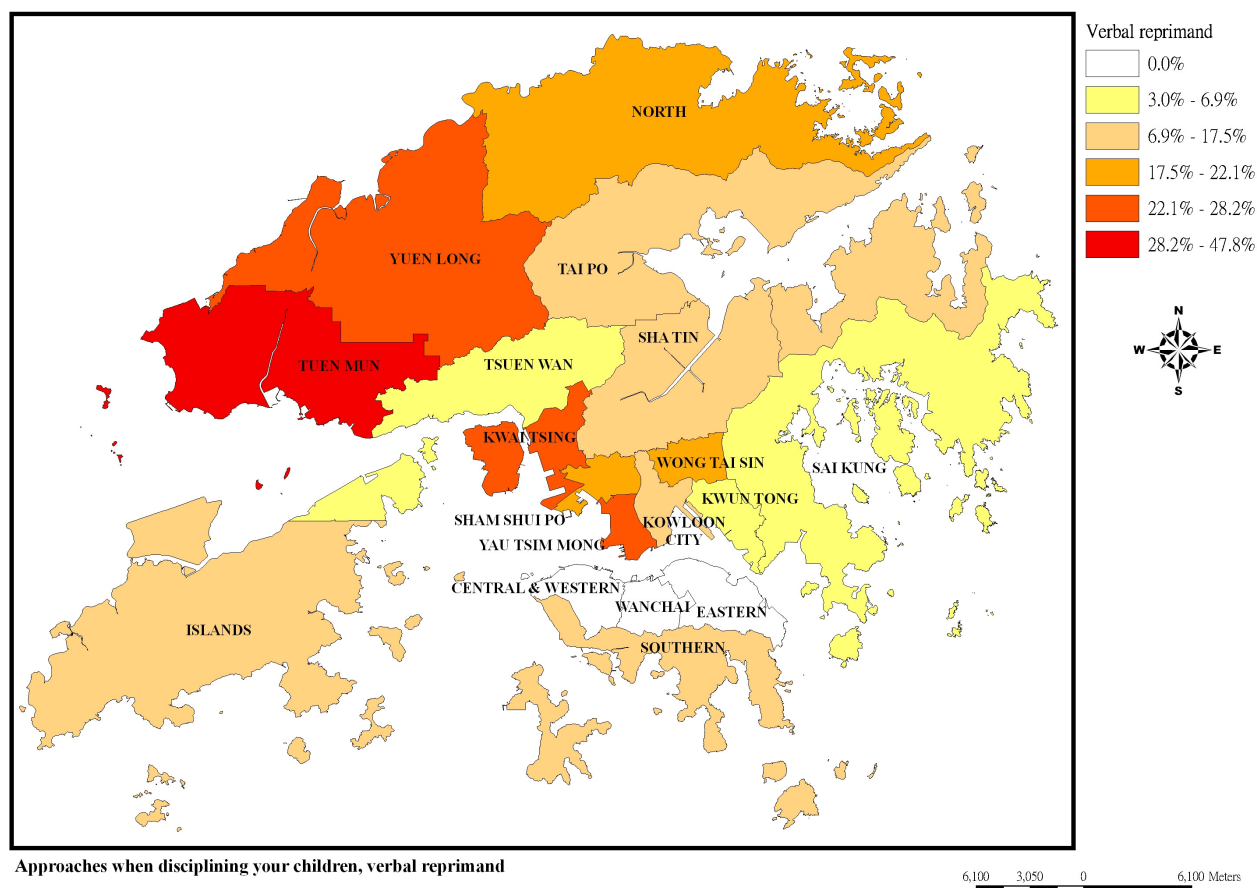 Verbal reprimand
0.0%
3.0% - 6.9%
6.9% - 17.5%
17.5% - 22.1%
22.1% - 28.2%
28.2% - 47.8%
NORTH
YUEN LONG
TAI PO
SHA TIN
TUEN MUN
TSUEN WAN
KWAI TSING
WONG TAI SIN
SAI KUNG
KWUN TONG
SHAM SHUI PO
KOWLOON
CITY
YAU TSIM MONG
CENTRAL & WESTERN
WANCHAI
EASTERN
ISLANDS
SOUTHERN
N
W
E
S
Approaches when disciplining your children, verbal reprimand
6,100 3,050 0 6,100 Meters